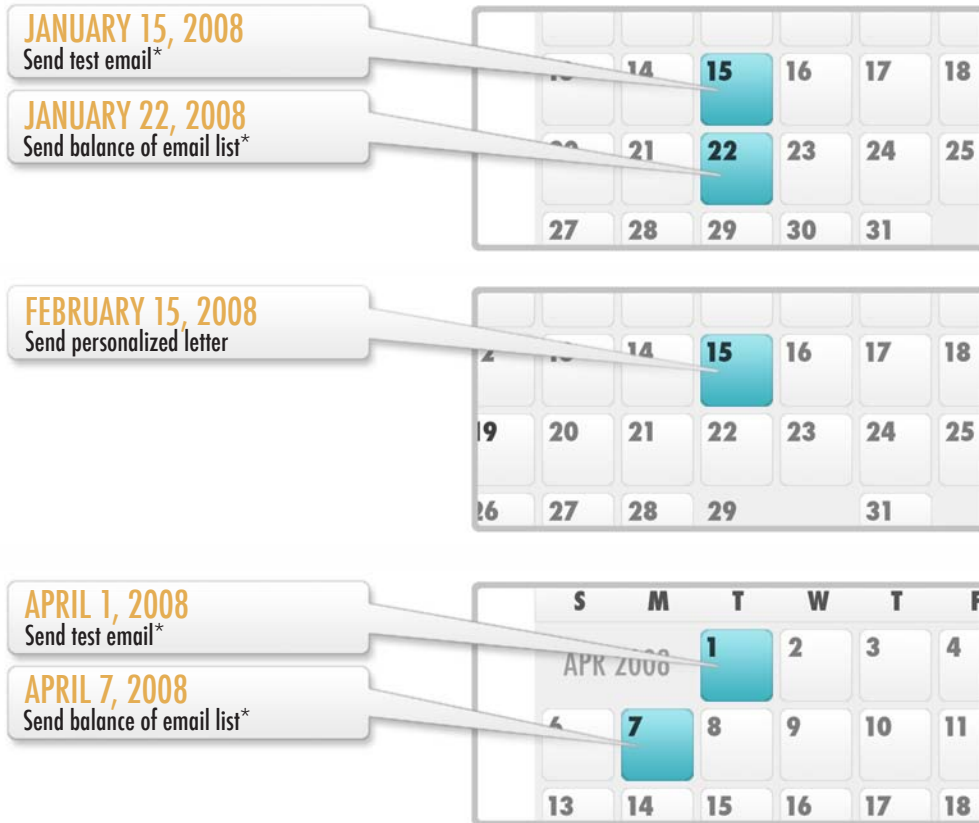 JANUARY 15, 2008
Send test email*
JANUARY 22, 2008
Send balance of email list*
14 15 16 17 18
21 22 23 24 25
27 28 29 30 31
FEBRUARY 15, 2008
Send personalized letter
14 15 16 17 18
19 20 21 22 23 24 25
26 27 28 29 31
APRIL 1, 2008
Send test email*
APRIL 7, 2008
Send balance of email list*
S M T W T F
APR 2008 1 2 3 4
6 7 8 9 10 11
13 14 15 16 17 18